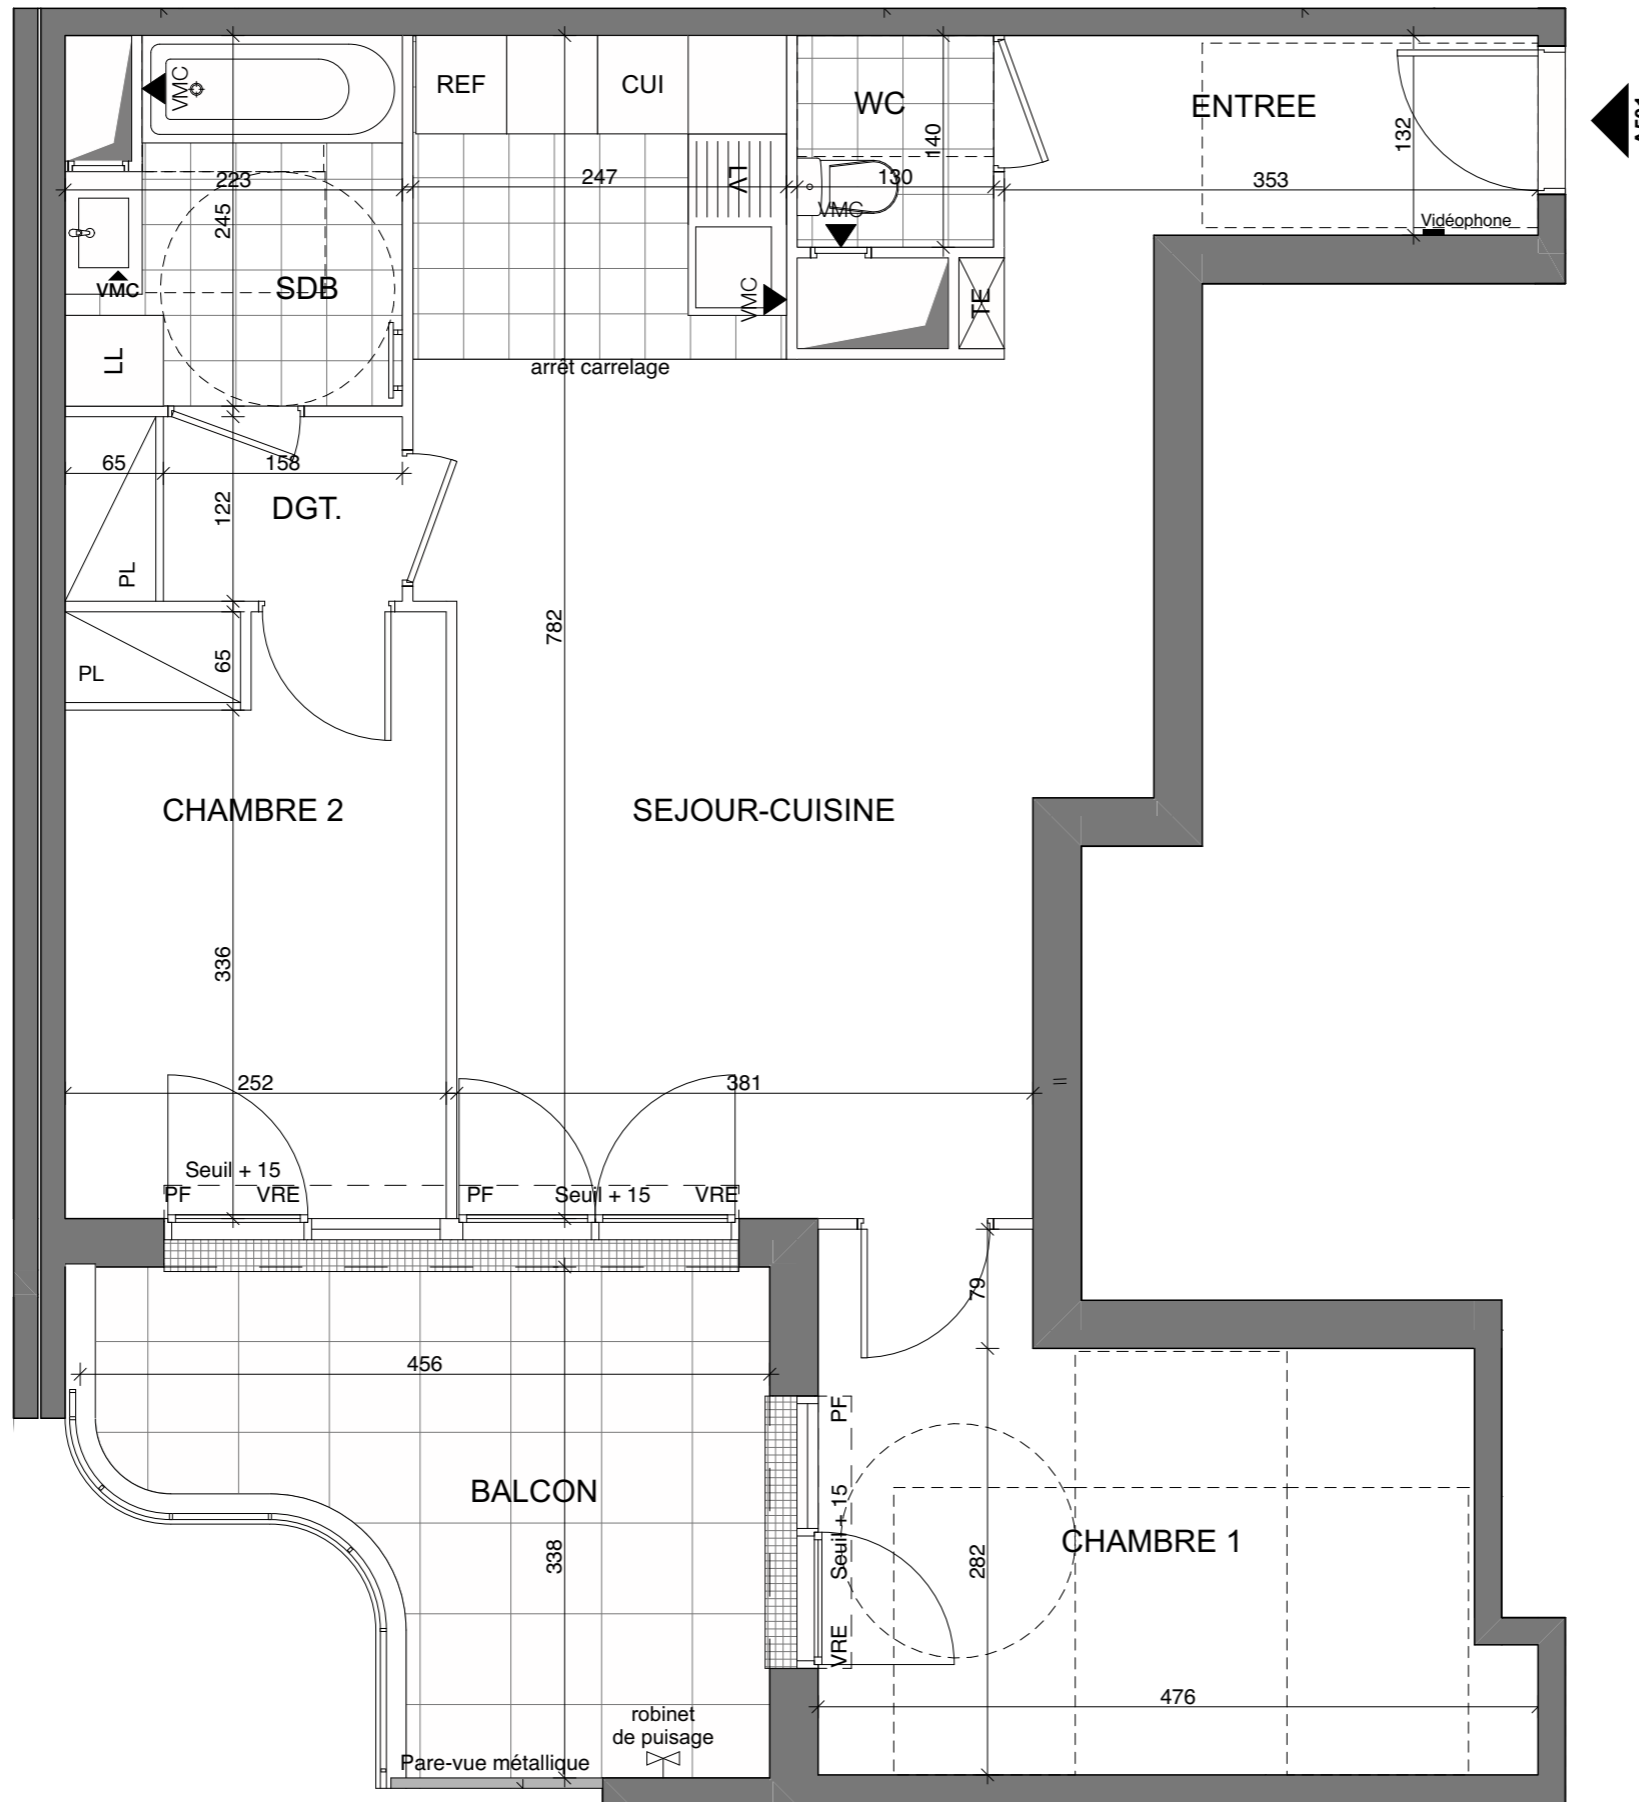 VMC
REF
CUI
WC
ENTREE
140
132
223
247
130
353
LV
VMC
Vidéophone
245
SDB
VMC
VMC
TE
LL
arrêt carrelage
65
158
122
DGT.
PL
782
65
PL
CHAMBRE 2
SEJOUR-CUISINE
336
252
381
Seuil + 15
PF
VRE
PF
Seuil + 15
VRE
79
456
PF
BALCON
Seuil + 15
CHAMBRE 1
338
282
VRE
476
robinet
de puisage
Pare-vue métallique